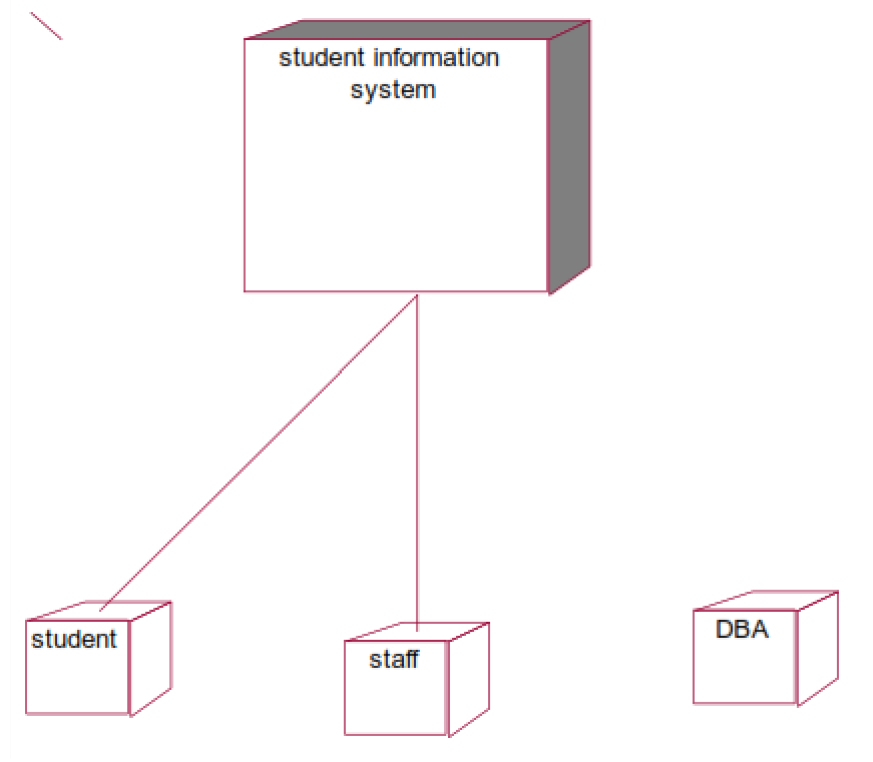 student information
system
student
staff
DBA